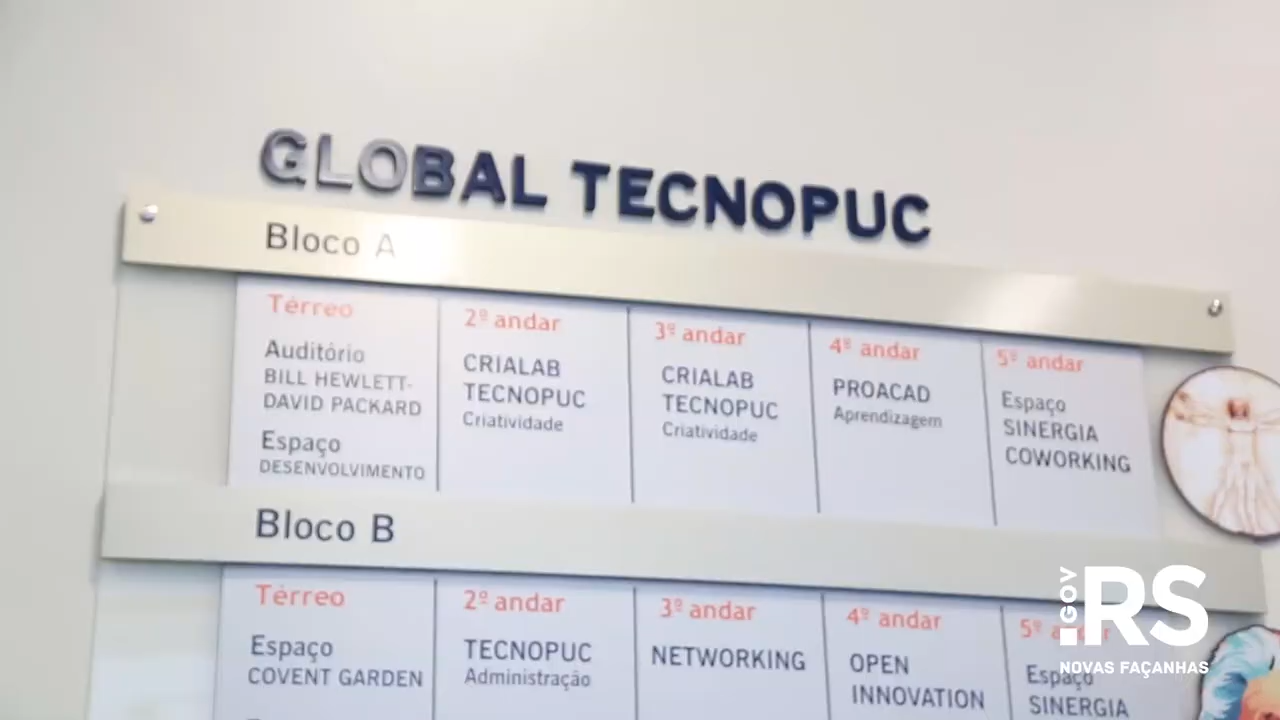 GLOBAL TECNOPUC
Bloco A
Térreo
Auditório
BILL HEWLETT-
DAVID PACKARD
Espaço
DESENVOLVIMENTO
2º andar
CRIALAB
TECNOPUC
Criatividade
3º andar
CRIALAB
TECNOPUC
Criatividade
4º andar
PROACAD
Aprendizagem
5º andar
Espaço
SINERGIA
COWORKING
Bloco B
Térreo
Espaço
COVENT GARDEN
2º andar
TECNOPUC
Administração
3º andar
NETWORKING
4º andar
OPEN
INNOVATION
5º andar
Espaço
SINERGIA
.GOV
.RS
NOVAS FAÇANHAS